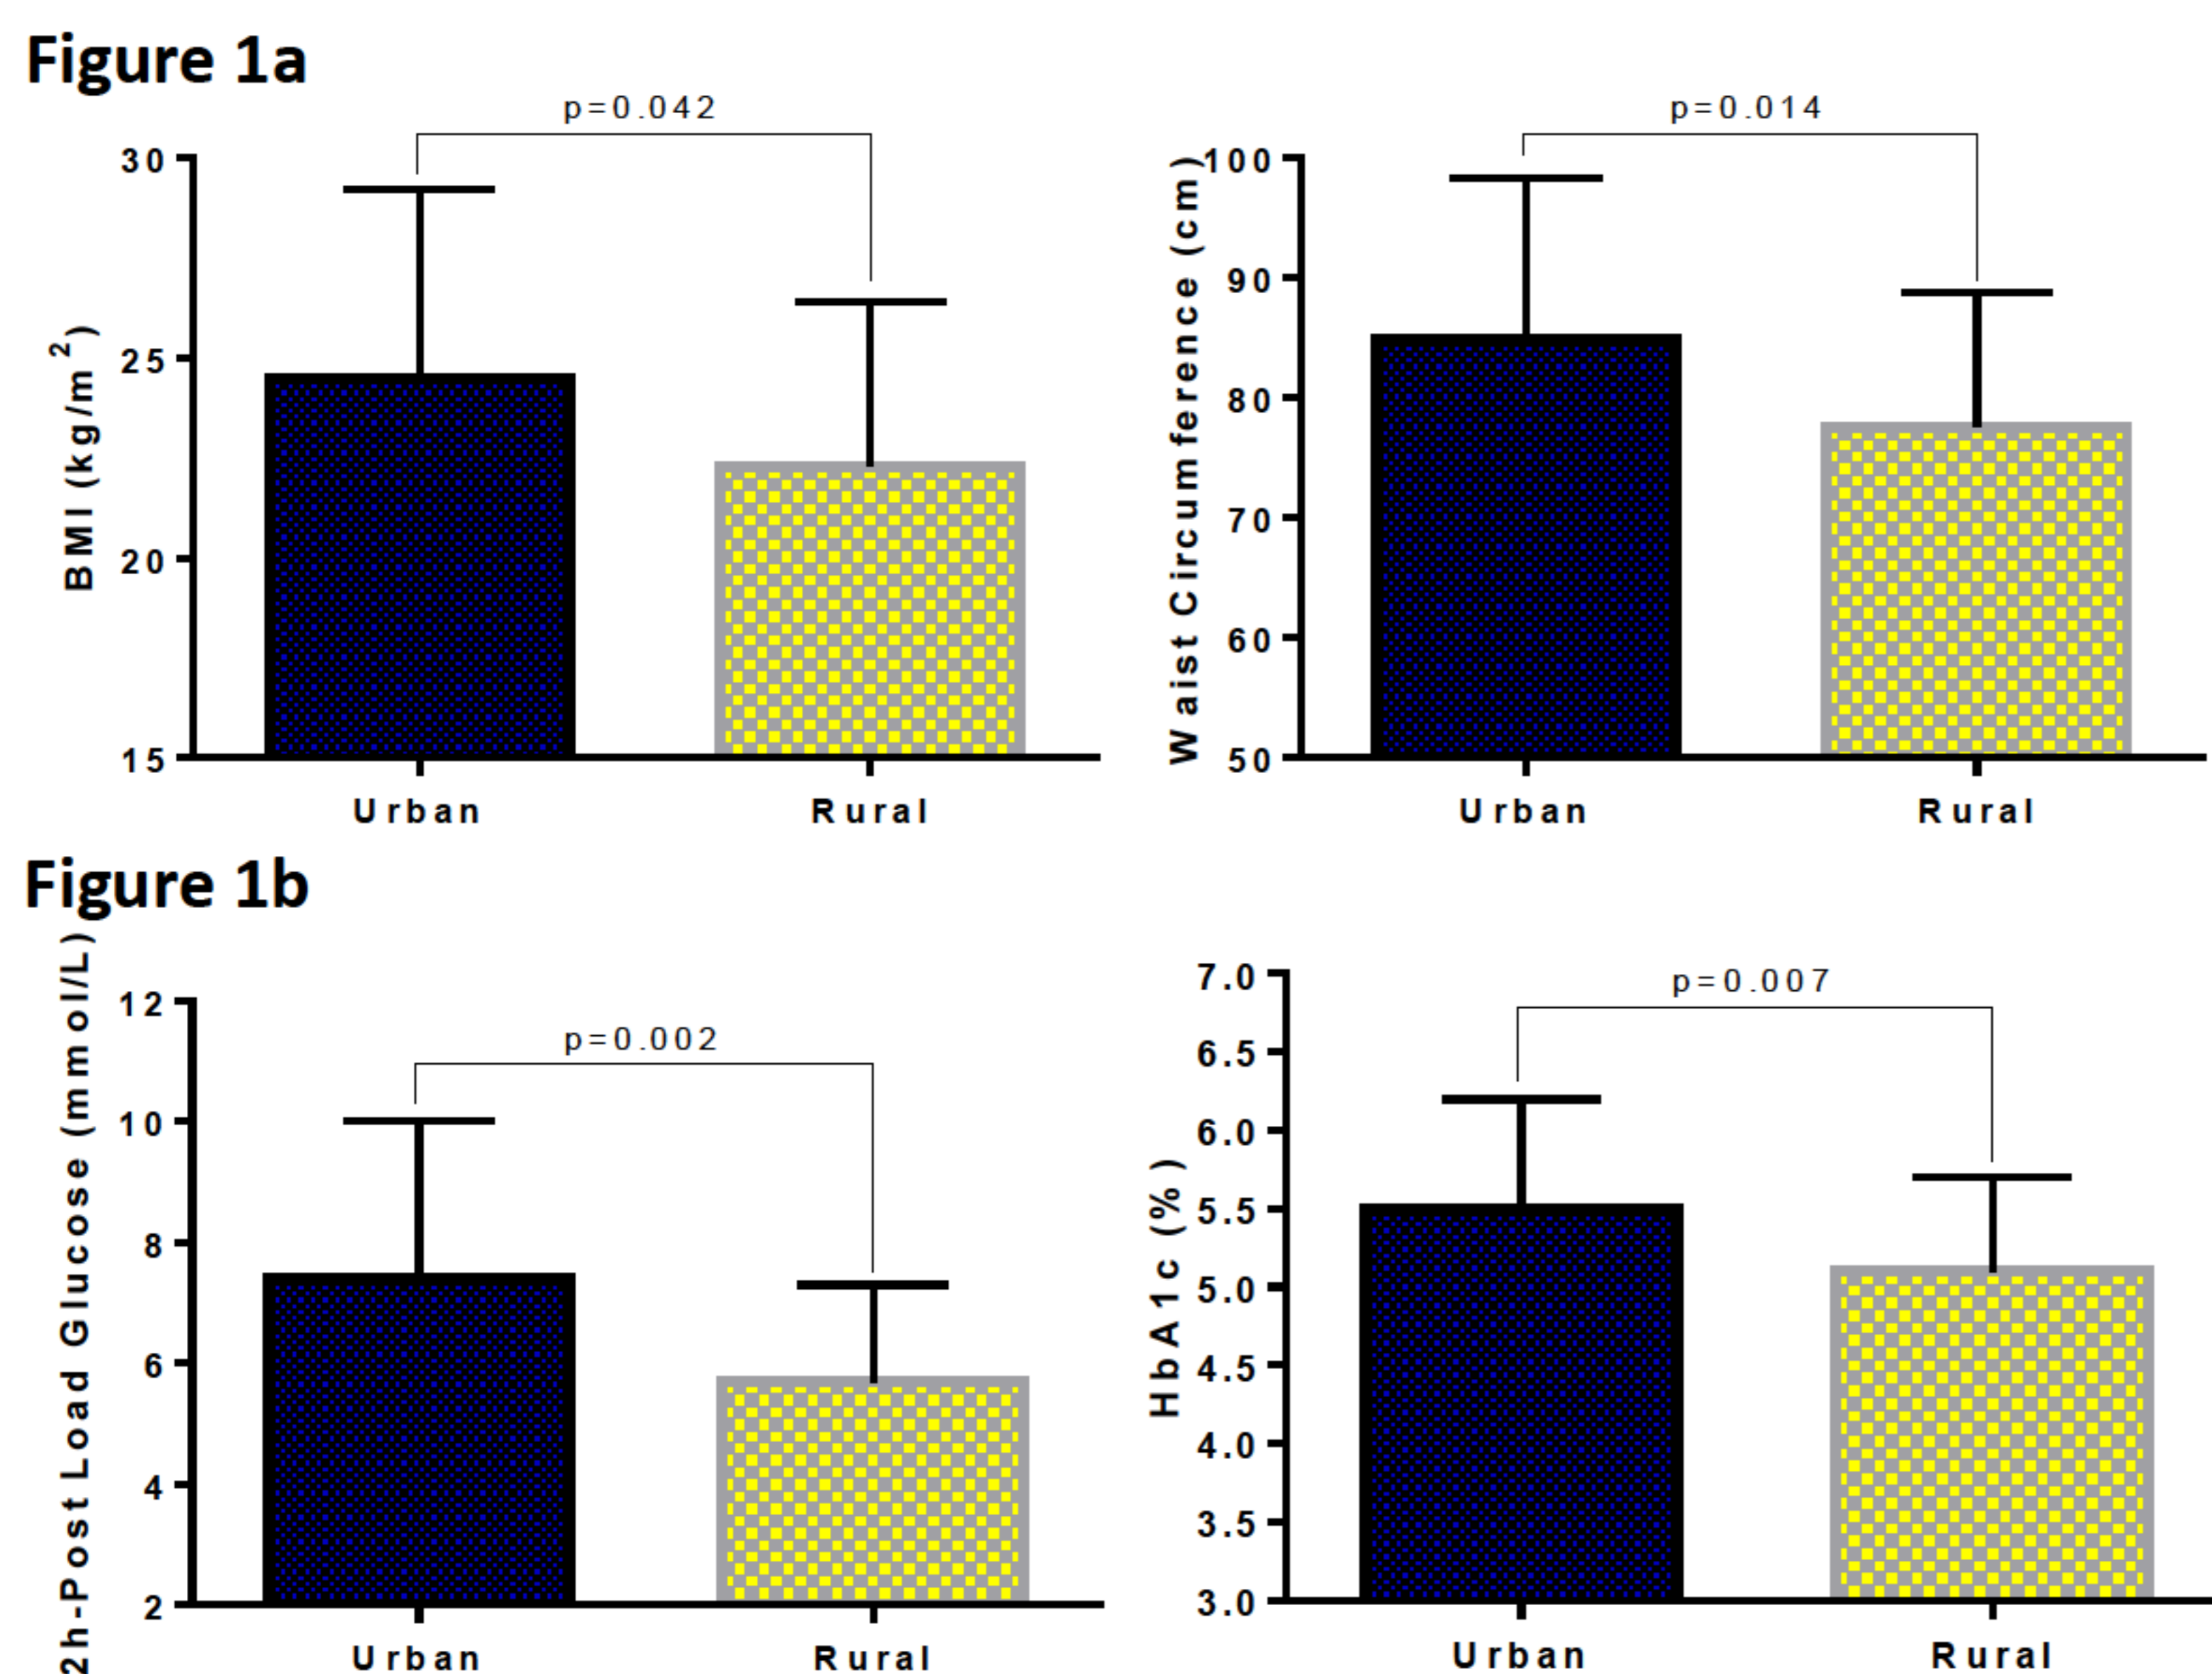 Figure 1a
p=0.042
BMI (kg/m²)
30
25
20
15
Urban Rural
p=0.014
Waist Circumference (cm)
100
90
80
70
60
50
Urban Rural
Figure 1b
p=0.002
2h-Post Load Glucose (mmol/L)
12
10
8
6
4
2
Urban Rural
p=0.007
HbA1c (%)
7.0
6.5
6.0
5.5
5.0
4.5
4.0
3.5
3.0
Urban Rural